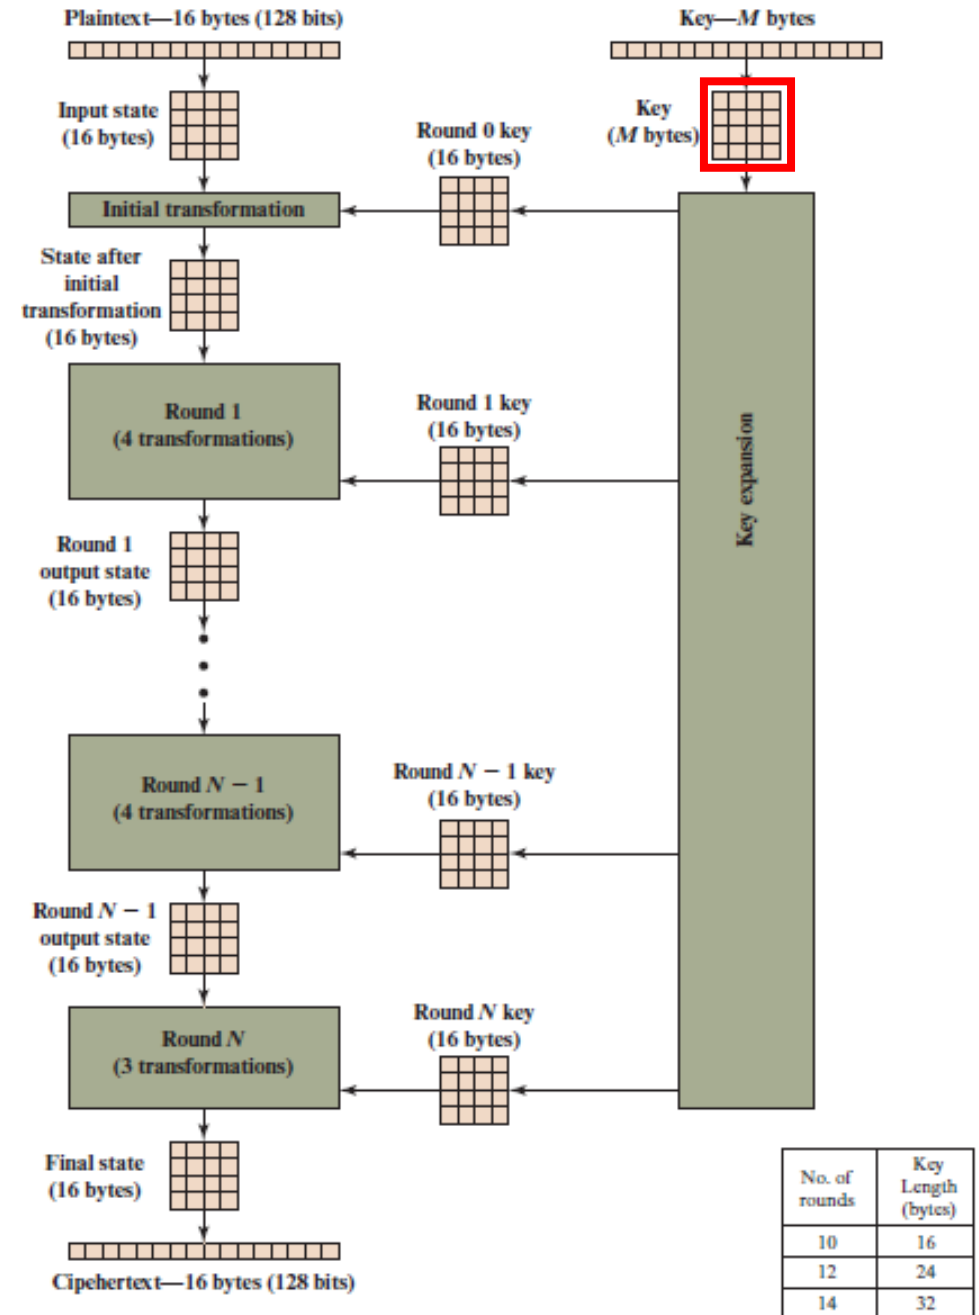 Plaintext—16 bytes (128 bits)
Key—M bytes
Input state
(16 bytes)
Key
(M bytes)
Round 0 key
(16 bytes)
Initial transformation
State after
initial
transformation
(16 bytes)
Round 1
(4 transformations)
Round 1 key
(16 bytes)
Key expansion
Round 1
output state
(16 bytes)
Round N − 1
(4 transformations)
Round N − 1 key
(16 bytes)
Round N − 1
output state
(16 bytes)
Round N
(3 transformations)
Round N key
(16 bytes)
Final state
(16 bytes)
Cipehertext—16 bytes (128 bits)
No. of
rounds
Key
Length
(bytes)
10 16
12 24
14 32